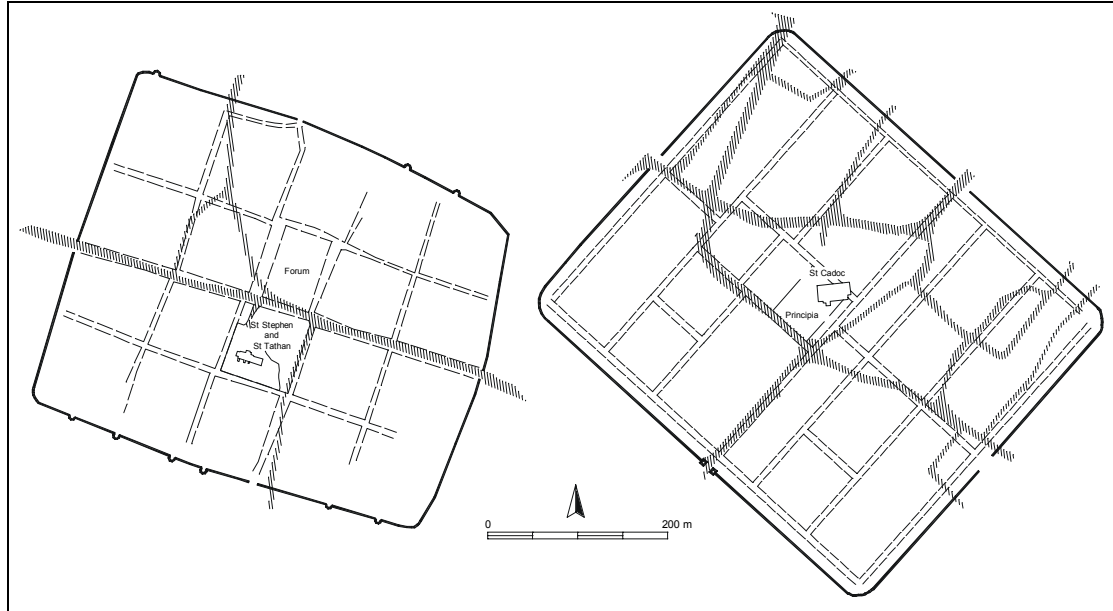 Forum
St Stephen
and
St Tathan
St Cadoc
Principia
0
200 m